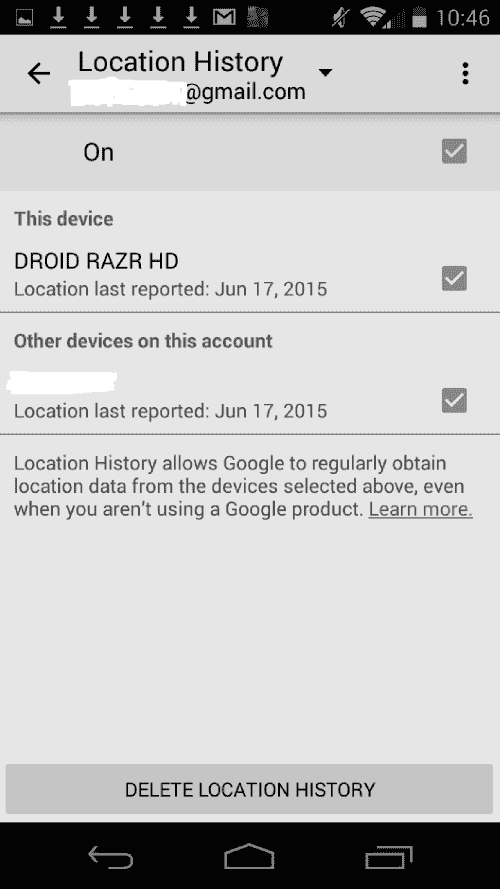 10:46
Location History
@gmail.com
On
This device
DROID RAZR HD
Location last reported: Jun 17, 2015
Other devices on this account
Location last reported: Jun 17, 2015
Location History allows Google to regularly obtain
location data from the devices selected above, even
when you aren't using a Google product. Learn more.
DELETE LOCATION HISTORY